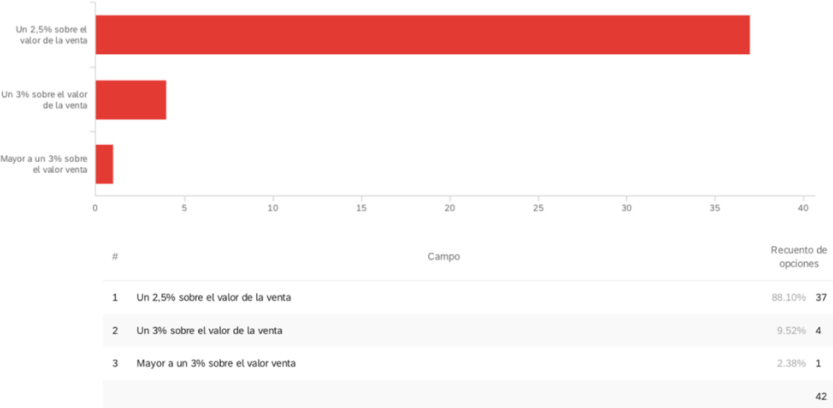 Un 2,5% sobre el
valor de la venta
Un 3% sobre el valor
de la venta
Mayor a un 3% sobre
el valor venta
0 5 10 15 20 25 30 35 40
# Campo Recuento de
opciones
1 Un 2,5% sobre el valor de la venta 88.10% 37
2 Un 3% sobre el valor de la venta 9.52% 4
3 Mayor a un 3% sobre el valor venta 2.38% 1
42